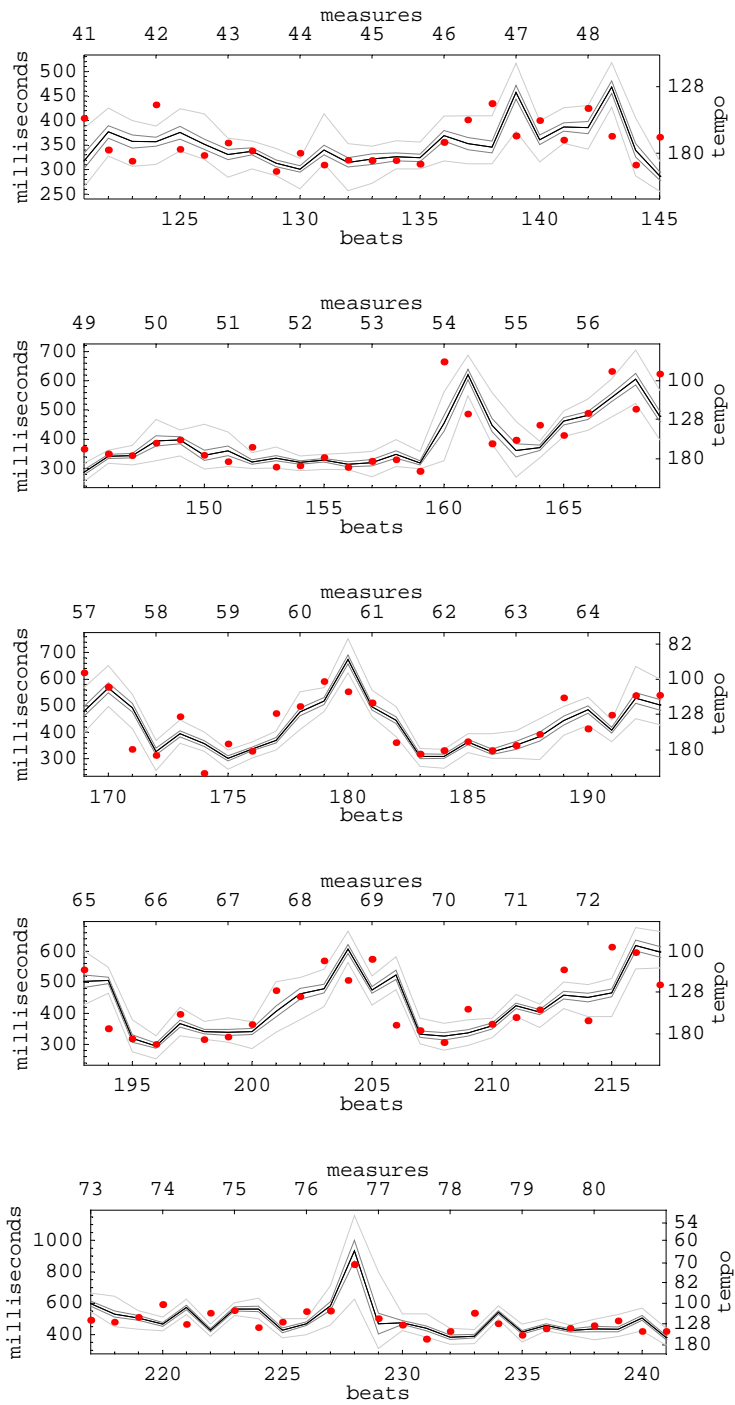 measures
41 42 43 44 45 46 47 48
milliseconds
500
450
400
350
300
250
128
180
tempo
125 130 135 140 145
beats
measures
49 50 51 52 53 54 55 56
milliseconds
700
600
500
400
300
100
128
180
tempo
150 155 160 165
beats
measures
57 58 59 60 61 62 63 64
milliseconds
700
600
500
400
300
82
100
128
180
tempo
170 175 180 185 190
beats
measures
65 66 67 68 69 70 71 72
milliseconds
600
500
400
300
100
128
180
tempo
195 200 205 210 215
beats
measures
73 74 75 76 77 78 79 80
milliseconds
1000
800
600
400
54
60
70
82
100
128
180
tempo
220 225 230 235 240
beats